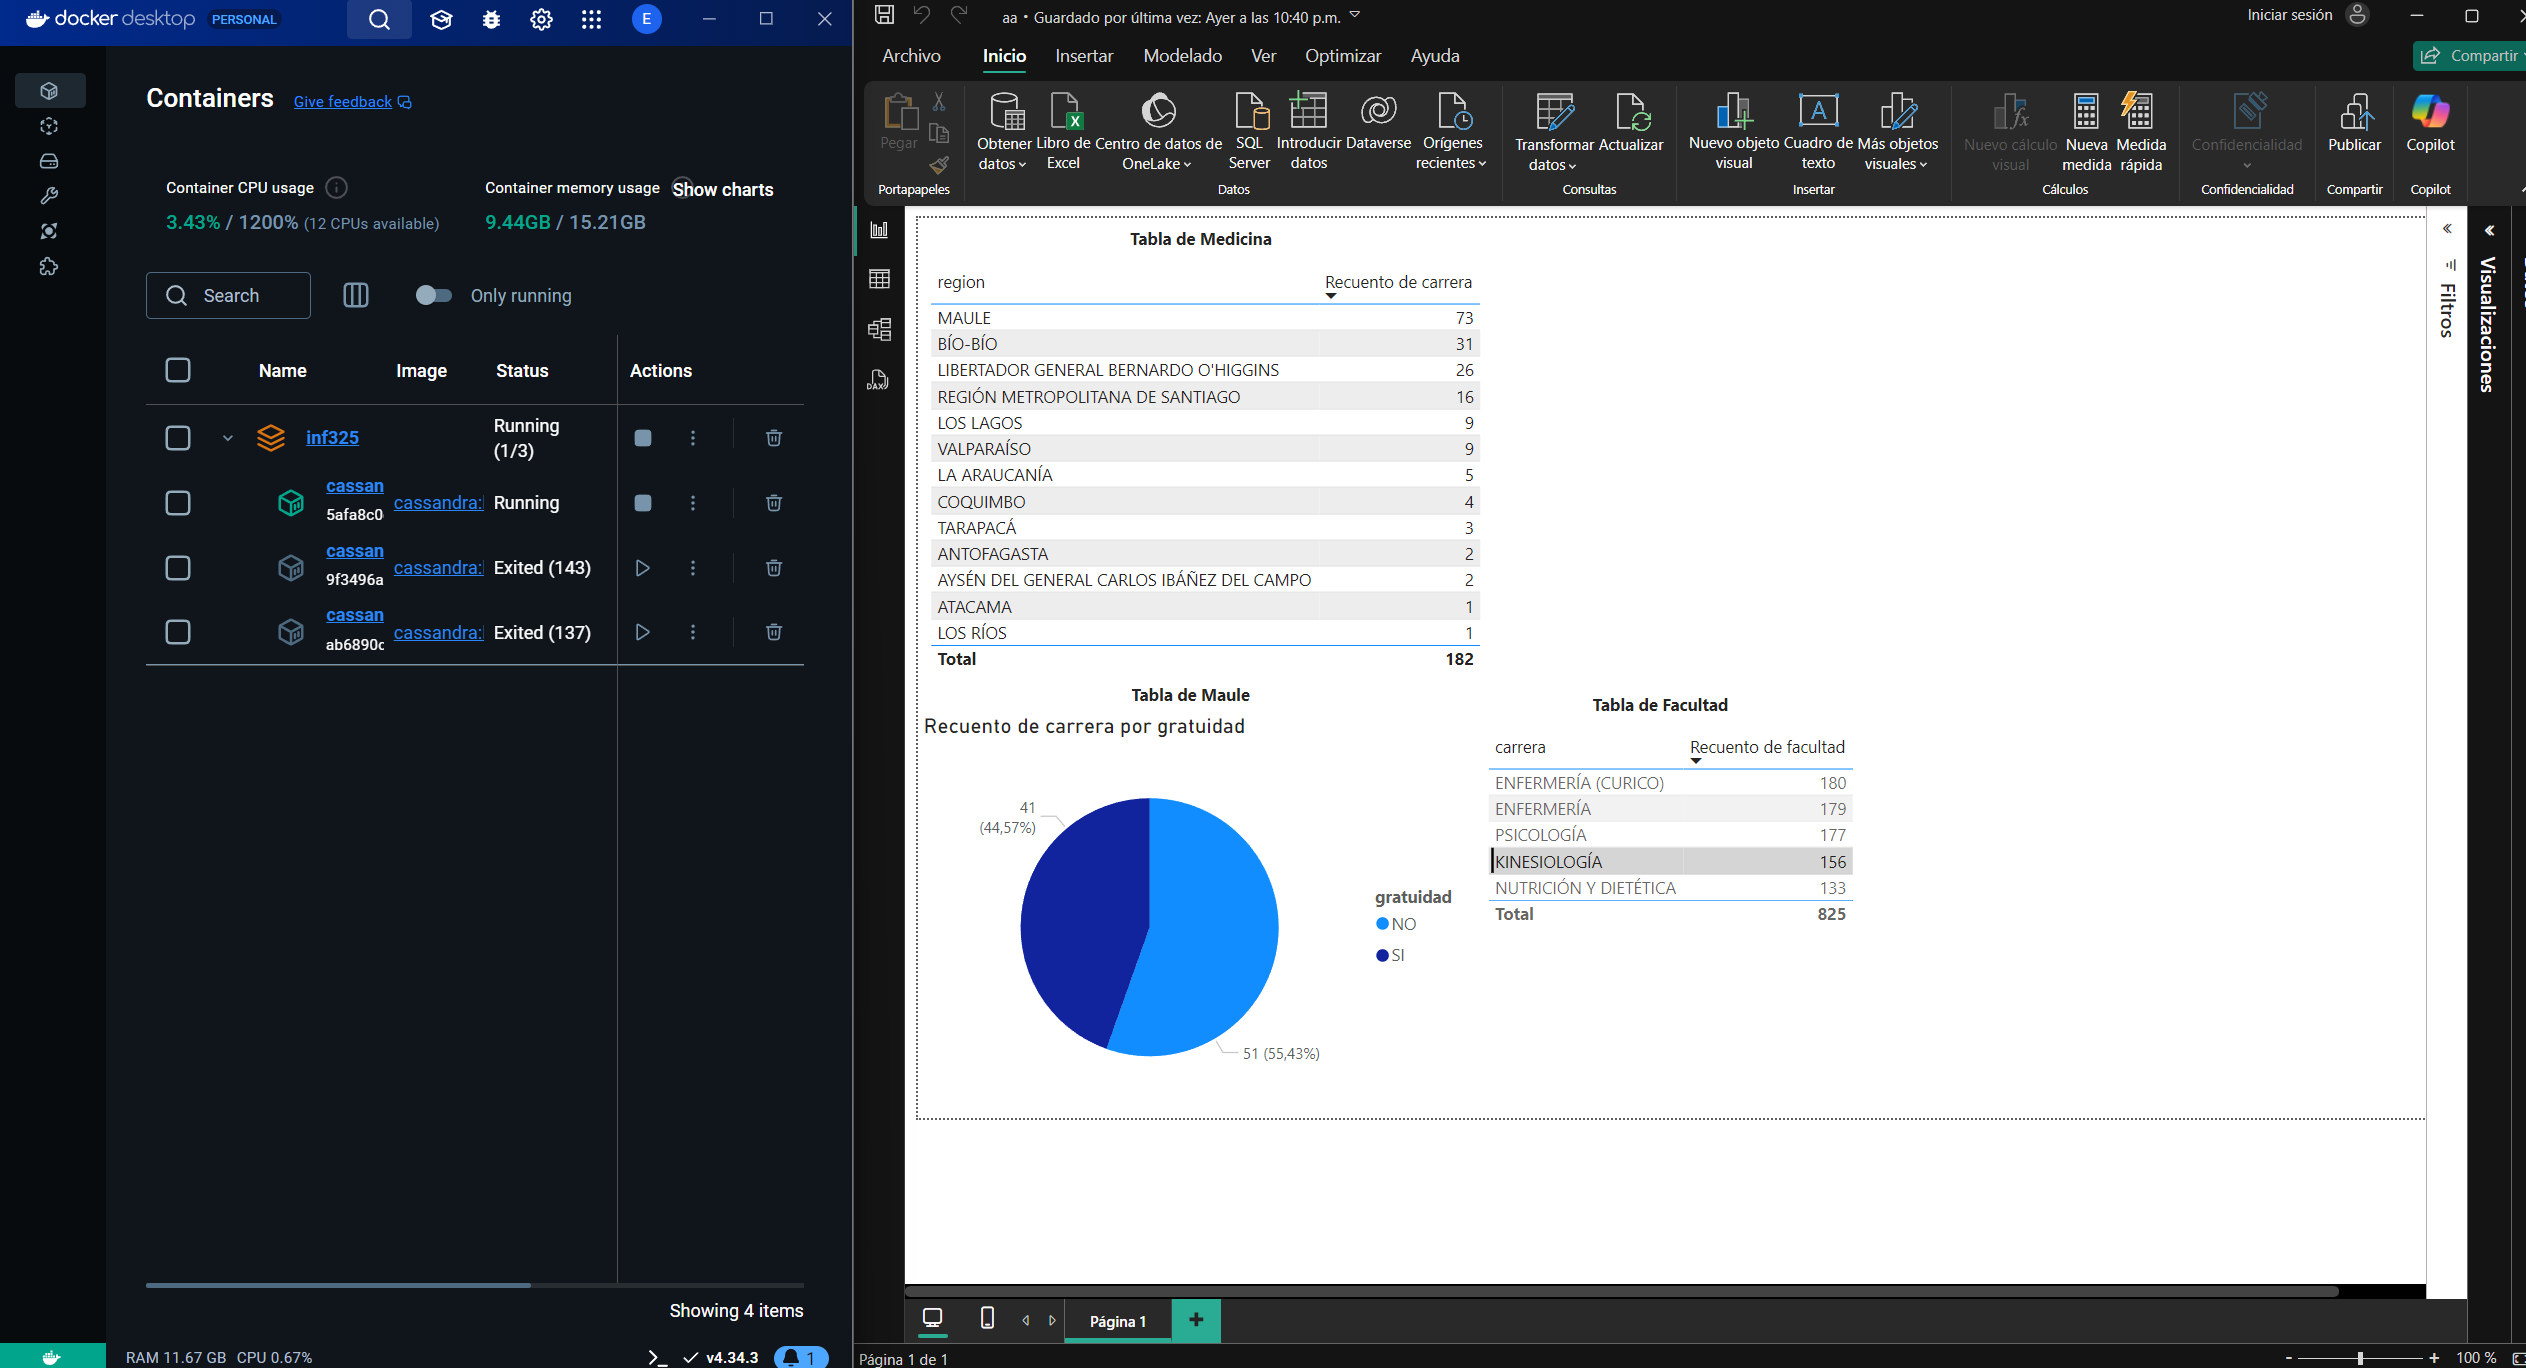 docker desktop PERSONAL
E
Containers
Give feedback
Container CPU usage
3.43% / 1200% (12 CPUs available)
Container memory usage
9.44GB / 15.21GB
Show charts
Search
Only running
Name Image Status Actions
inf325 Running (1/3)
cassan
5afa8c0
cassandra: Running
cassan
9f3496a
cassandra: Exited (143)
cassan
ab6890c
cassandra: Exited (137)
Showing 4 items
RAM 11.67 GB CPU 0.67%
v4.34.3
1
aa • Guardado por última vez: Ayer a las 10:40 p.m.
Iniciar sesión
Archivo Inicio Insertar Modelado Ver Optimizar Ayuda
Compartir
Pegar
Portapapeles
Obtener datos
Libro de Excel
Centro de datos de OneLake
SQL Server
Introducir datos
Dataverse
Orígenes recientes
Datos
Transformar datos
Actualizar
Consultas
Nuevo objeto visual
Cuadro de texto
Más objetos visuales
Insertar
Nuevo cálculo visual
Nueva medida
Medida rápida
Cálculos
Confidencialidad
Confidencialidad
Publicar
Compartir
Copilot
Copilot
DAX
Tabla de Medicina
region Recuento de carrera
MAULE 73
BÍO-BÍO 31
LIBERTADOR GENERAL BERNARDO O'HIGGINS 26
REGIÓN METROPOLITANA DE SANTIAGO 16
LOS LAGOS 9
VALPARAÍSO 9
LA ARAUCANÍA 5
COQUIMBO 4
TARAPACÁ 3
ANTOFAGASTA 2
AYSÉN DEL GENERAL CARLOS IBÁÑEZ DEL CAMPO 2
ATACAMA 1
LOS RÍOS 1
Total 182
Tabla de Maule
Recuento de carrera por gratuidad
41
(44,57%)
51 (55,43%)
gratuidad
NO
SI
Tabla de Facultad
carrera Recuento de facultad
ENFERMERÍA (CURICO) 180
ENFERMERÍA 179
PSICOLOGÍA 177
KINESIOLOGÍA 156
NUTRICIÓN Y DIETÉTICA 133
Total 825
Filtros
Visualizaciones
Página 1
+
Página 1 de 1
- + 100 %